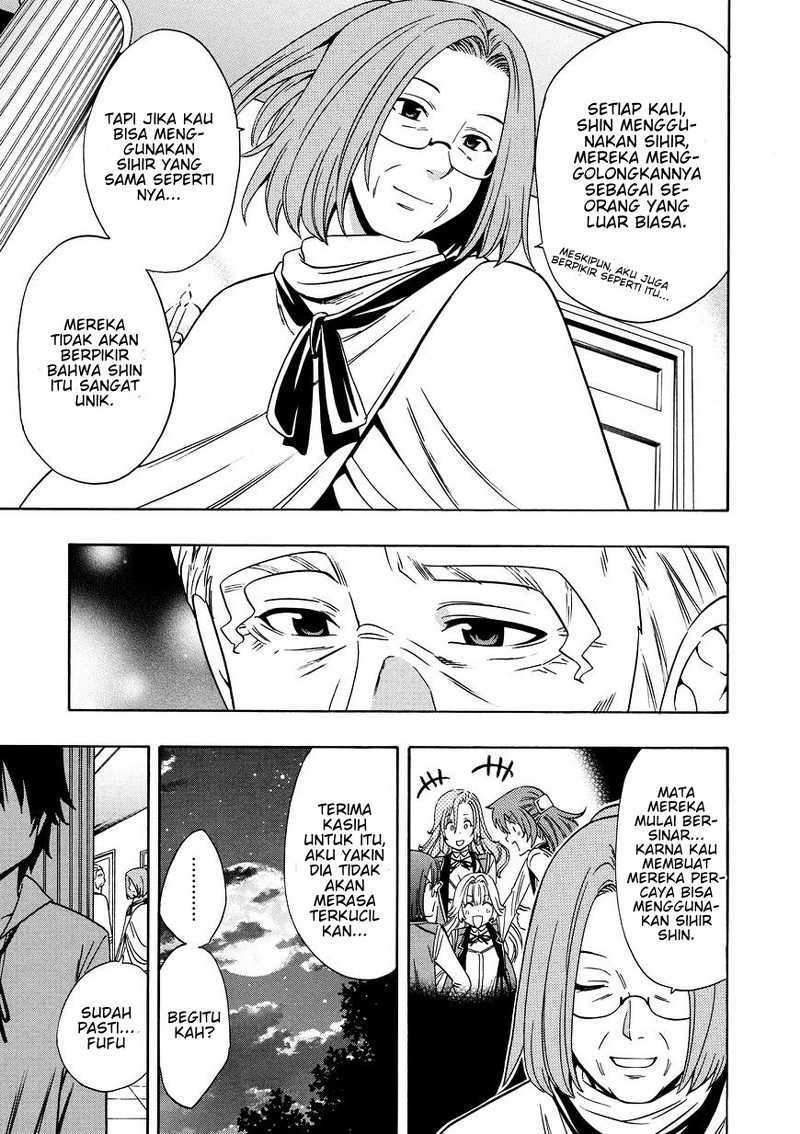 SETIAP KALI,
SHIN MENGGU-
NAKAN SIHIR,
MEREKA MENG-
GOLONGKANNYA
SEBAGAI SE-
ORANG YANG
LUAR BIASA.
MESKIPUN, AKU JUGA
BERPIKIR SEPERTI ITU...
TAPI JIKA KAU
BISA MENG-
GUNAKAN
SIHIR YANG
SAMA SEPERTI
NYA...
MEREKA
TIDAK AKAN
BERPIKIR
BAHWA SHIN
ITU SANGAT
UNIK.
MATA
MEREKA
MULAI BER-
SINAR...
KARNA KAU
MEMBUAT
MEREKA PER-
CAYA BISA
MENGGUNA-
KAN SIHIR
SHIN.
TERIMA
KASIH
UNTUK ITU,
AKU YAKIN
DIA TIDAK
AKAN
MERASA
TERKUCIL
KAN...
.........
BEGITU
KAH?
SUDAH
PASTI...
FUFU